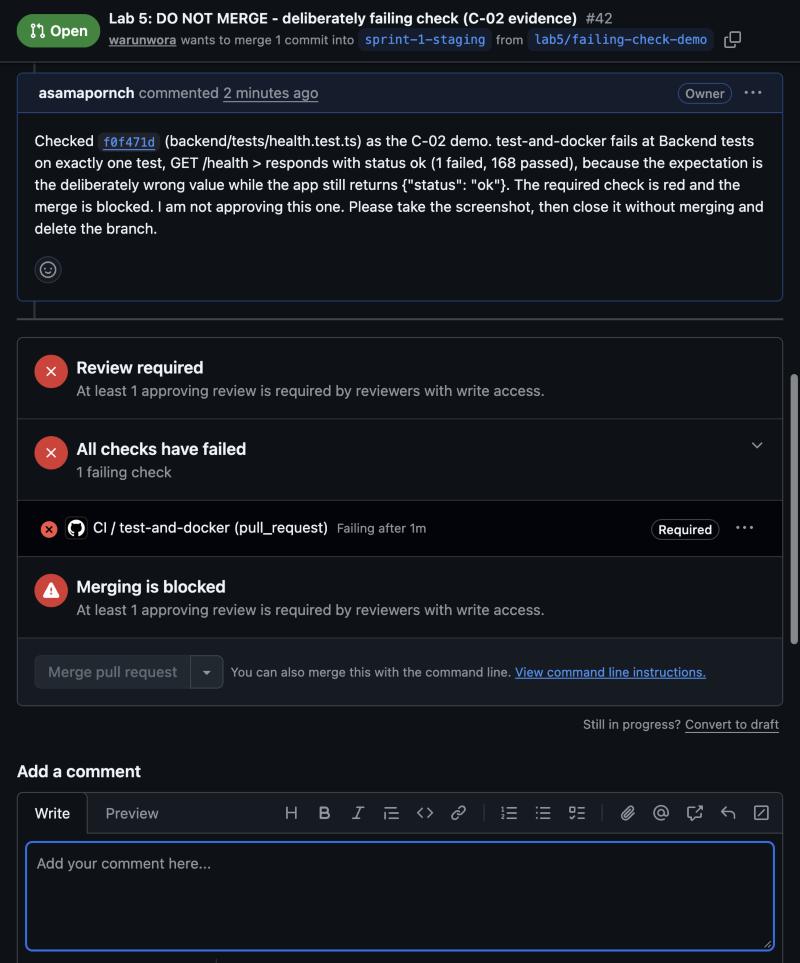 Open
Lab 5: DO NOT MERGE - deliberately failing check (C-02 evidence) #42
warunwora wants to merge 1 commit into sprint-1-staging from lab5/failing-check-demo
asamapornch commented 2 minutes ago
Owner
Checked f0f471d (backend/tests/health.test.ts) as the C-02 demo. test-and-docker fails at Backend tests
on exactly one test, GET /health > responds with status ok (1 failed, 168 passed), because the expectation is
the deliberately wrong value while the app still returns {"status": "ok"}. The required check is red and the
merge is blocked. I am not approving this one. Please take the screenshot, then close it without merging and
delete the branch.
Review required
At least 1 approving review is required by reviewers with write access.
All checks have failed
1 failing check
CI / test-and-docker (pull_request) Failing after 1m
Required
Merging is blocked
At least 1 approving review is required by reviewers with write access.
Merge pull request
You can also merge this with the command line. View command line instructions.
Still in progress? Convert to draft
Add a comment
Write
Preview
Add your comment here...